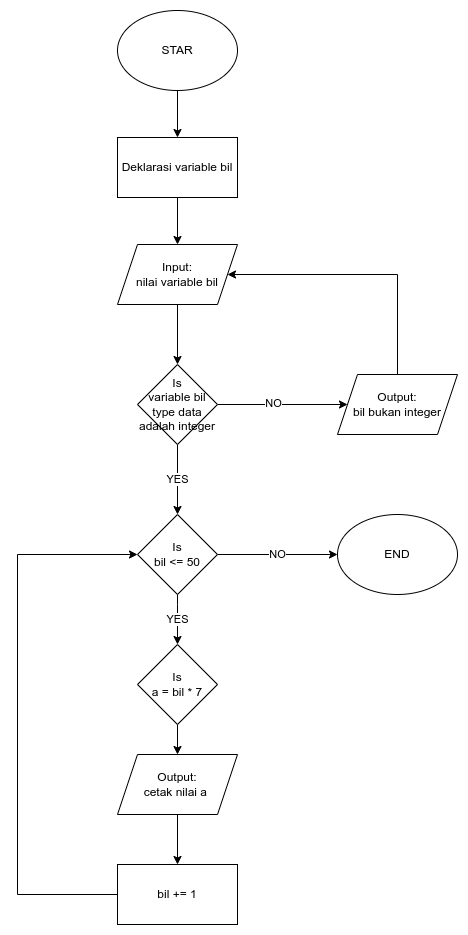 STAR
Deklarasi variable bil
Input:
nilai variable bil
Is
variable bil
type data
adalah integer
NO
Output:
bil bukan integer
YES
Is
bil <= 50
NO
END
YES
Is
a = bil * 7
Output:
cetak nilai a
bil += 1